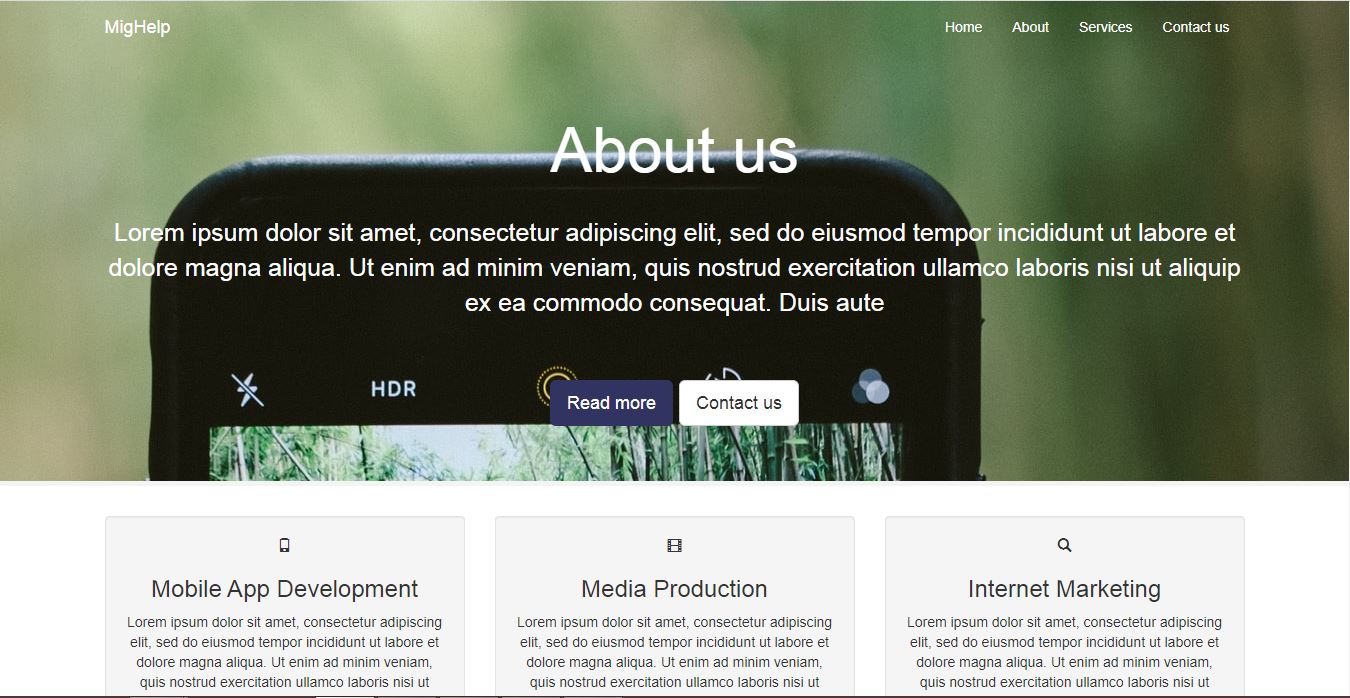 MigHelp
Home About Services Contact us
About us
Lorem ipsum dolor sit amet, consectetur adipiscing elit, sed do eiusmod tempor incididunt ut labore et
dolore magna aliqua. Ut enim ad minim veniam, quis nostrud exercitation ullamco laboris nisi ut aliquip
ex ea commodo consequat. Duis aute
HDR
Read more
Contact us
Mobile App Development
Lorem ipsum dolor sit amet, consectetur adipiscing
elit, sed do eiusmod tempor incididunt ut labore et
dolore magna aliqua. Ut enim ad minim veniam,
quis nostrud exercitation ullamco laboris nisi ut
Media Production
Lorem ipsum dolor sit amet, consectetur adipiscing
elit, sed do eiusmod tempor incididunt ut labore et
dolore magna aliqua. Ut enim ad minim veniam,
quis nostrud exercitation ullamco laboris nisi ut
Internet Marketing
Lorem ipsum dolor sit amet, consectetur adipiscing
elit, sed do eiusmod tempor incididunt ut labore et
dolore magna aliqua. Ut enim ad minim veniam,
quis nostrud exercitation ullamco laboris nisi ut